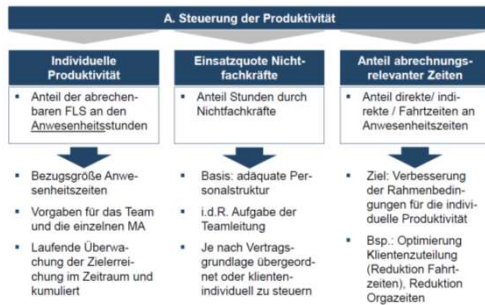 A. Steuerung der Produktivität
Individuelle
Produktivität
▪ Anteil der abrechen-
baren FLS an den
Anwesenheitsstunden
▪ Bezugsgröße Anwe-
senheitszeiten
▪ Vorgaben für das Team
und die einzelnen MA
▪ Laufende Überwa-
chung der Zielerrei-
chung im Zeitraum und
kumuliert
Einsatzquote Nicht-
fachkräfte
▪ Anteil Stunden durch
Nichtfachkräfte
▪ Basis: adäquate Per-
sonalstruktur
▪ i.d.R. Aufgabe der
Teamleitung
▪ Je nach Vertrags-
grundlage übergeord-
net oder klienten-
individuell zu steuern
Anteil abrechnungs-
relevanter Zeiten
▪ Anteil direkte/ indi-
rekte / Fahrtzeiten an
Anwesenheitszeiten
▪ Ziel: Verbesserung
der Rahmenbedin-
gungen für die indi-
viduelle Produktivität
▪ Bsp.: Optimierung
Klientenzuteilung
(Reduktion Fahrt-
zeiten), Reduktion
Orgazeiten